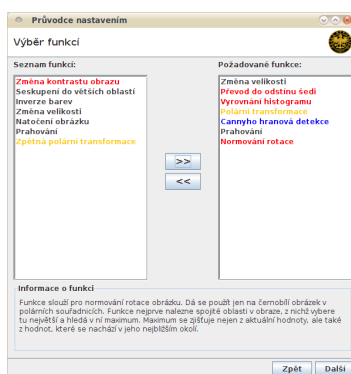 Průvodce nastavením
Výběr funkcí
Seznam funkcí:
Změna kontrastu obrazu
Seskupení do větších oblastí
Inverze barev
Změna velikosti
Natočení obrázku
Prahování
Zpětná polární transformace
>>
<<
Požadované funkce:
Změna velikosti
Převod do odstínu šedi
Vyrovnání histogramu
Polární transformace
Cannyho hranová detekce
Prahování
Normování rotace
Informace o funkci
Funkce slouží pro normování rotace obrázku. Dá se použít jen na černobílí obrázek v
polárních souřadnicích. Funkce nejprve nalezne spojité oblasti v obraze, z nichž vybere
tu největší a hledá v ní maximum. Maximum se zjišťuje nejen z aktuální hodnoty, ale také
z hodnot, které se nachází v jeho nejbližším okolí.
Zpět
Další